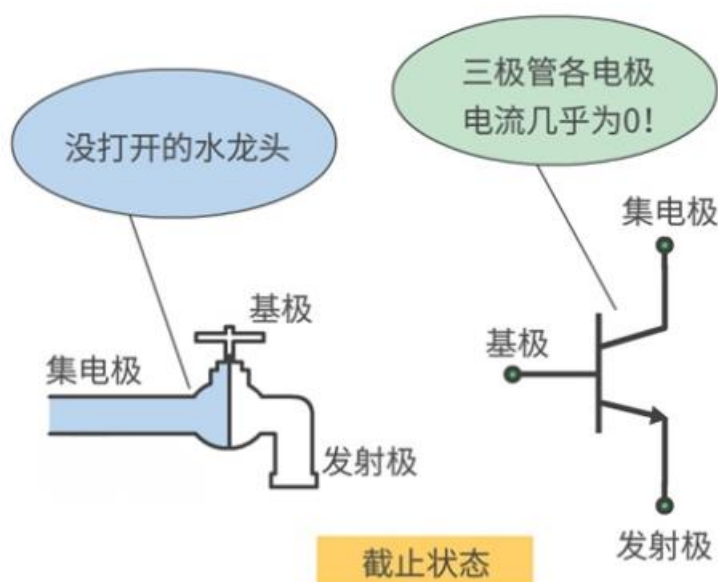 没打开的水龙头
三极管各电极
电流几乎为0!
集电极
基极
集电极
基极
发射极
发射极
截止状态